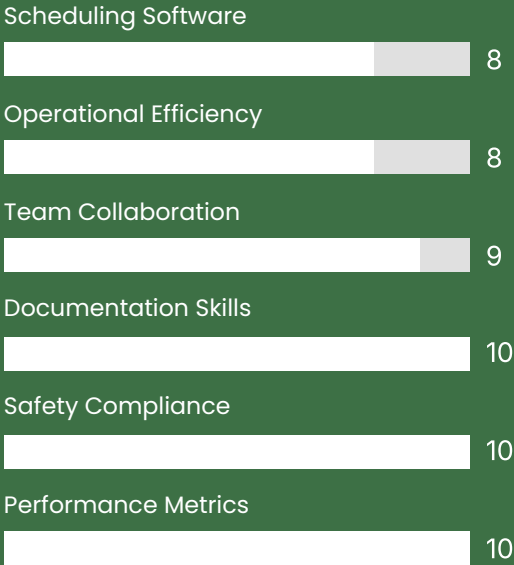 Scheduling Software
8
Operational Efficiency
8
Team Collaboration
9
Documentation Skills
10
Safety Compliance
10
Performance Metrics
10